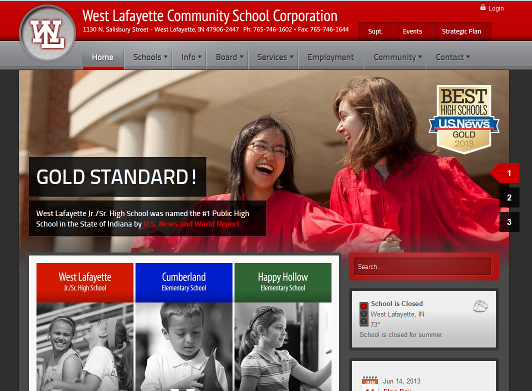 West Lafayette Community School Corporation
1130 N. Salisbury Street - West Lafayette, IN 47906-2447 Ph: 765-746-1602 • Fax: 765-746-1644
Login
Supt. Events Strategic Plan
WL
Home Schools Info Board Services Employment Community Contact
BEST
HIGH SCHOOLS
U.S.News
GOLD
2013
GOLD STANDARD!
West Lafayette Jr./Sr. High School was named the #1 Public High
School in the State of Indiana by U.S. News and World Report.
1
2
3
West Lafayette
Jr./Sr. High School
Cumberland
Elementary School
Happy Hollow
Elementary School
Search...
School is Closed
West Lafayette, IN
73°
School is closed for summer.
Jun 14, 2013